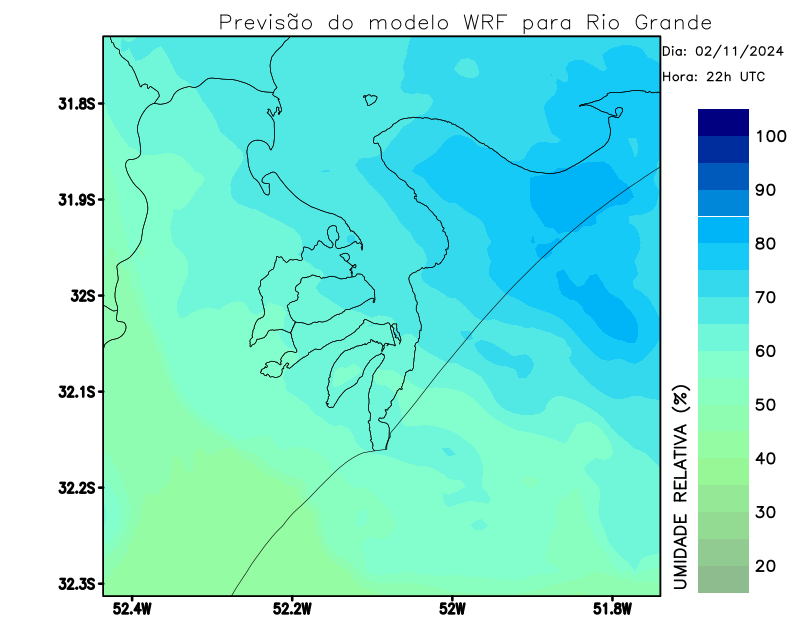 Previsão do modelo WRF para Rio Grande
Dia: 02/11/2024
Hora: 22h UTC
31.8S
31.9S
32S
32.1S
32.2S
32.3S
52.4W
52.2W
52W
51.8W
100
90
80
70
60
50
40
30
20
UMIDADE RELATIVA (%)